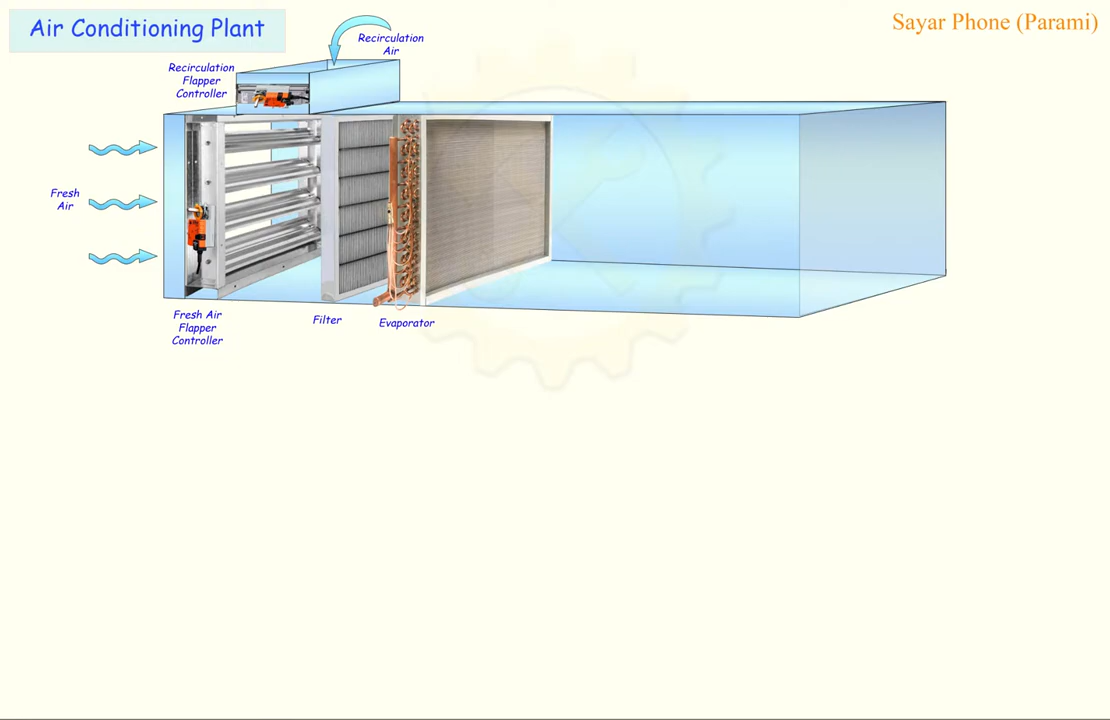 Air Conditioning Plant
Sayar Phone (Parami)
Recirculation
Air
Recirculation
Flapper
Controller
Fresh
Air
Fresh Air
Flapper
Controller
Filter
Evaporator